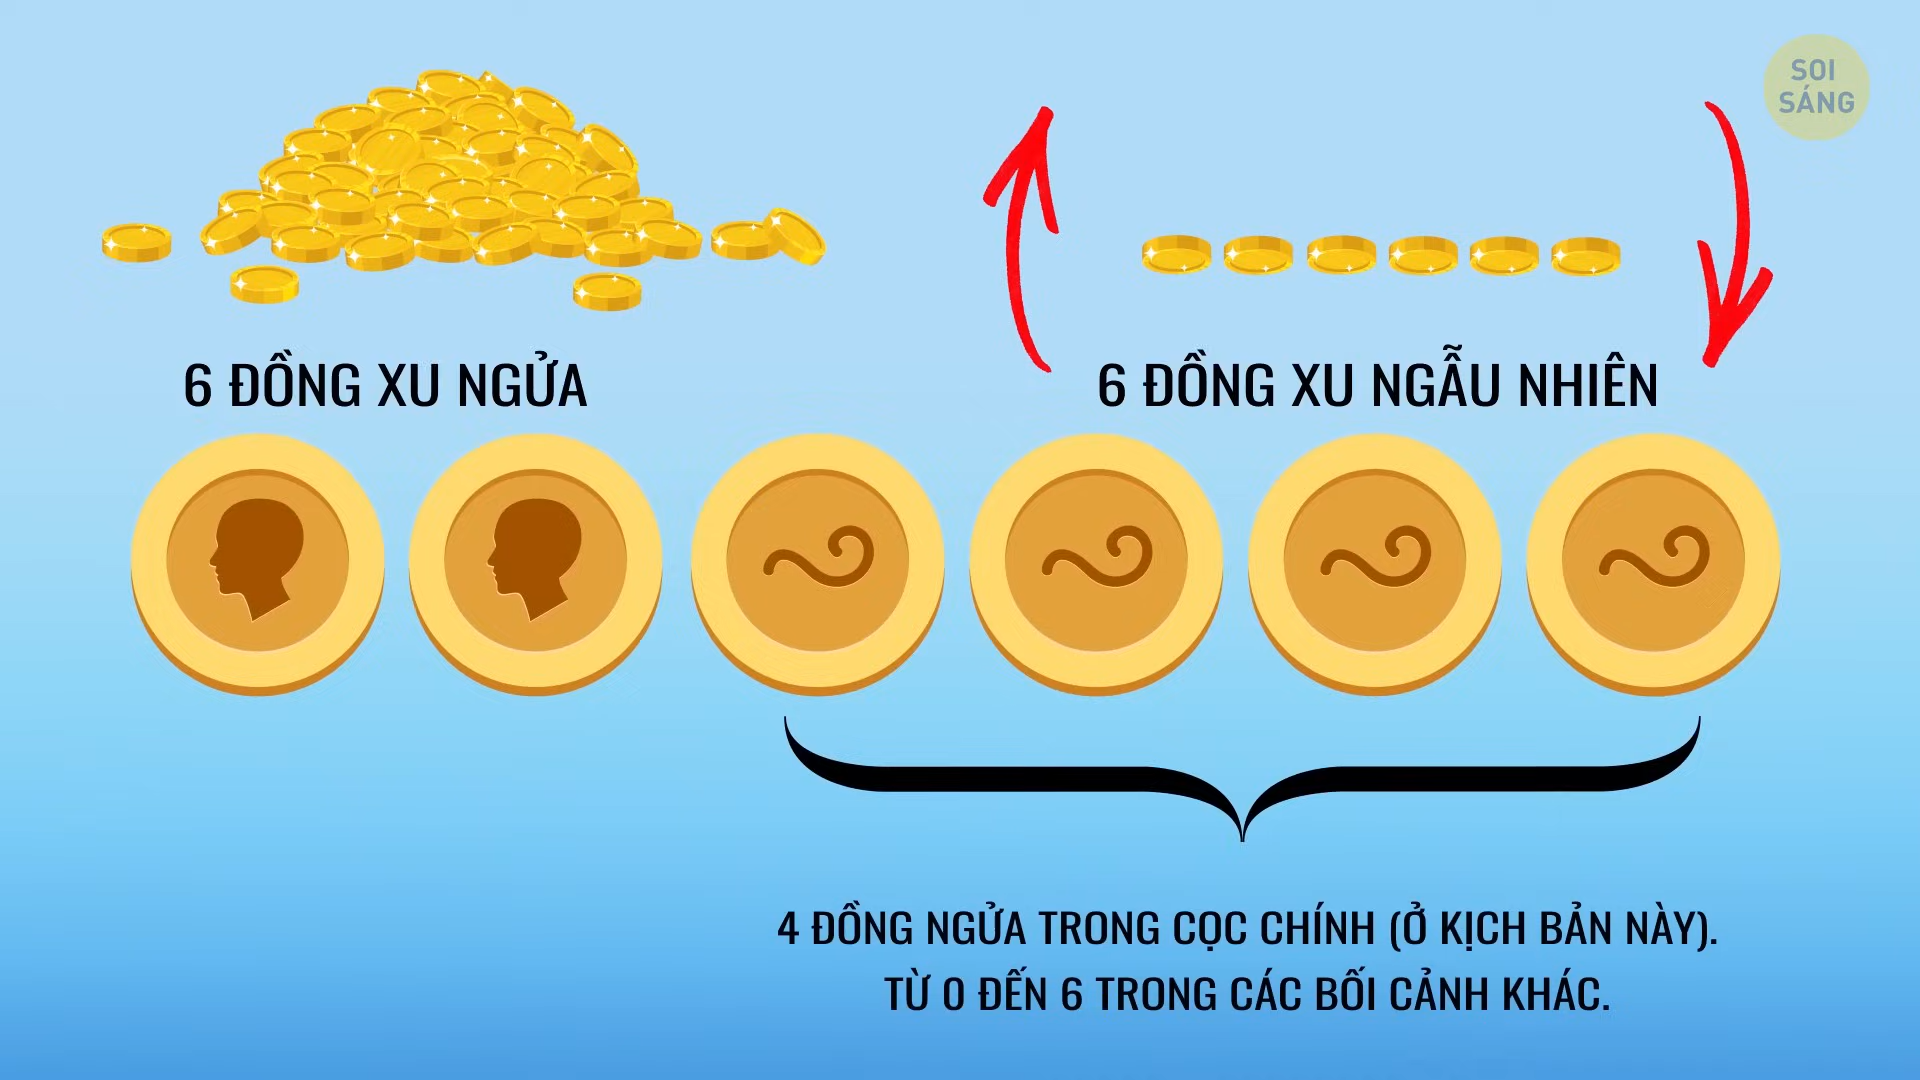 SOI
SÁNG
6 ĐỒNG XU NGỬA
6 ĐỒNG XU NGẪU NHIÊN
4 ĐỒNG NGỬA TRONG CỌC CHÍNH (Ở KỊCH BẢN NÀY).
TỪ 0 ĐẾN 6 TRONG CÁC BỐI CẢNH KHÁC.